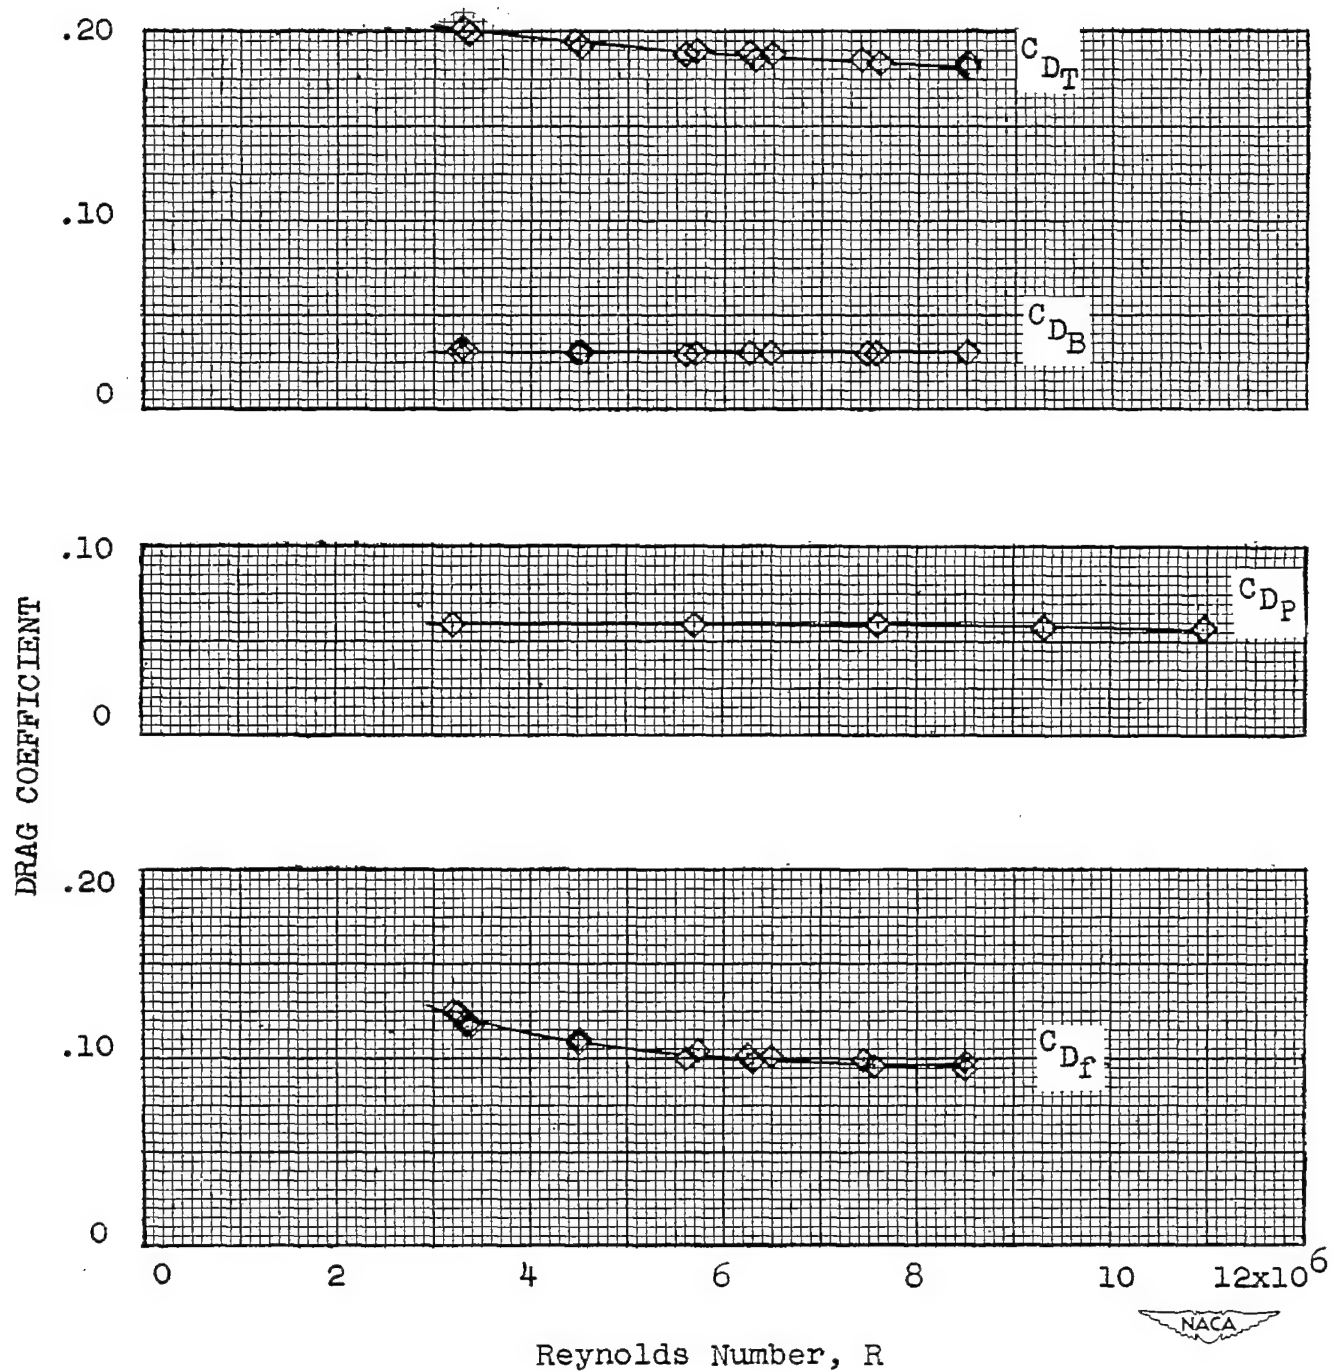 .20
C_{D_T}
.10
C_{D_B}
0
.10
C_{D_P}
0
DRAG COEFFICIENT
.20
.10
C_{D_f}
0
0 2 4 6 8 10 12x10^6
NACA
Reynolds Number, R